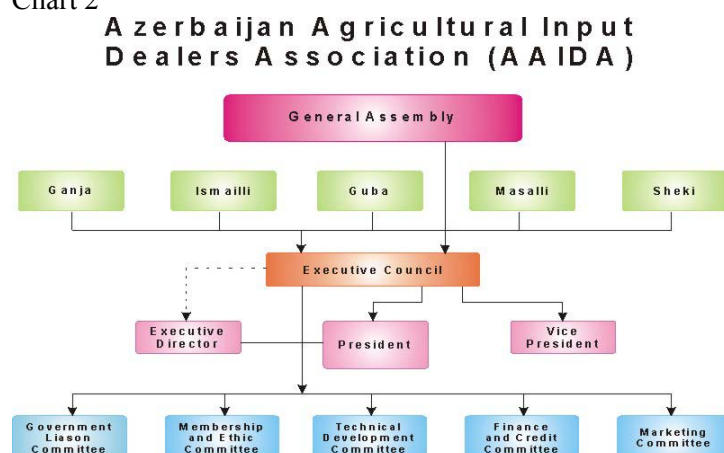 Chart 2
Azerbaijan Agricultural Input
Dealers Association (AAIDA)
General Assembly
Ganja
Ismailli
Guba
Masalli
Sheki
Executive Council
Executive
Director
President
Vice
President
Government
Liason
Committee
Membership
and Ethic
Committee
Technical
Development
Committee
Finance
and Credit
Committee
Marketing
Committee